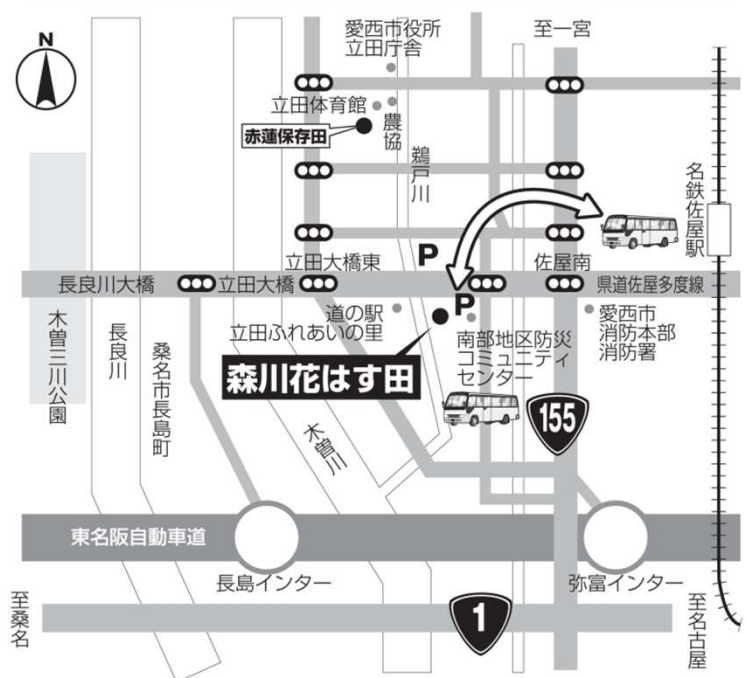 N
愛西市役所
立田庁舎
至一宮
立田体育館
赤蓮保存田
農協
鵜戸川
名鉄佐屋駅
立田大橋東
P
佐屋南
長良川大橋
立田大橋
県道佐屋多度線
P
道の駅
立田ふれあいの里
愛西市
消防本部
消防署
南部地区防災
コミュニティ
センター
森川花はす田
木曽三川公園
長良川
桑名市長島町
木曽川
155
東名阪自動車道
長島インター
弥富インター
至桑名
1
至名古屋